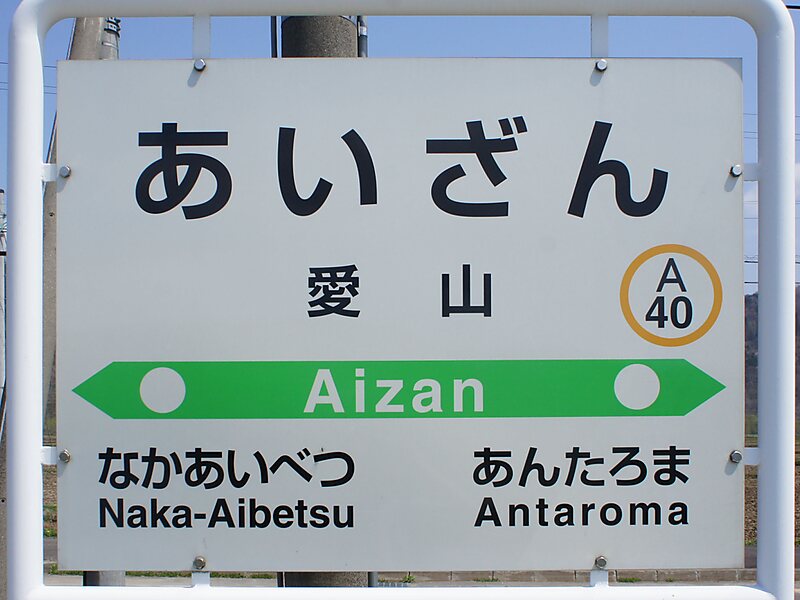 あいざん
愛山
A
40
Aizan
なかあいべつ
Naka-Aibetsu
あんたろま
Antaroma